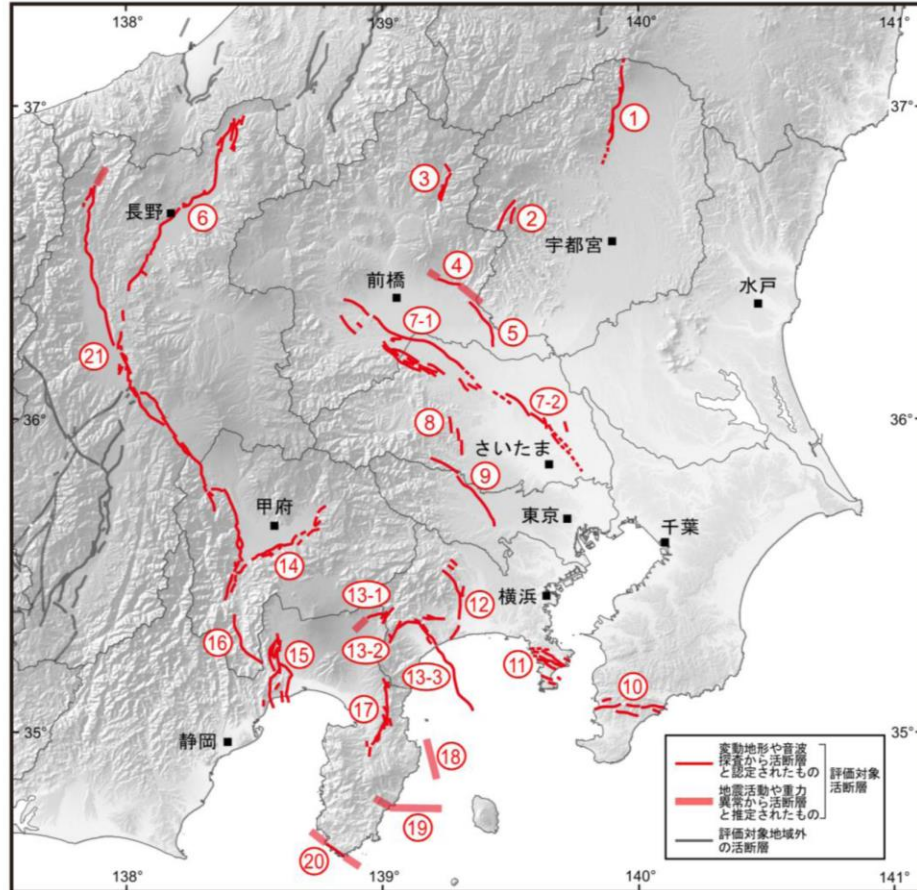 138°
139°
140°
141°
37°
37°
①
③
②
長野
⑥
宇都宮
④
前橋
水戸
7-1
⑤
21
36°
36°
7-2
⑧
さいたま
⑨
甲府
東京
千葉
14
13-1
12
横浜
16
15
13-2
11
13-3
10
17
35°
35°
静岡
18
19
20
変動地形や音波
探査から活断層
と認定されたもの
地震活動や重力
異常から活断層
と推定されたもの
評価対象
活断層
評価対象地域外
の活断層
138°
139°
140°
141°